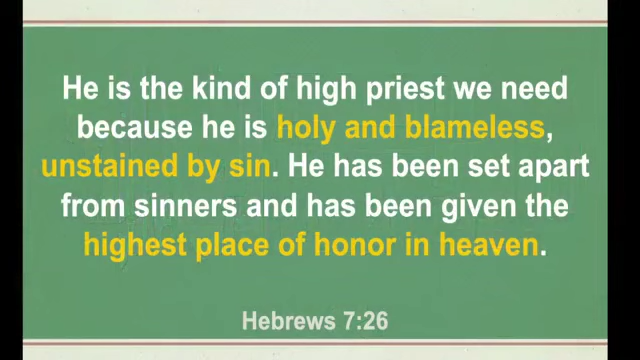 He is the kind of high priest we need
because he is holy and blameless,
unstained by sin. He has been set apart
from sinners and has been given the
highest place of honor in heaven.
Hebrews 7:26